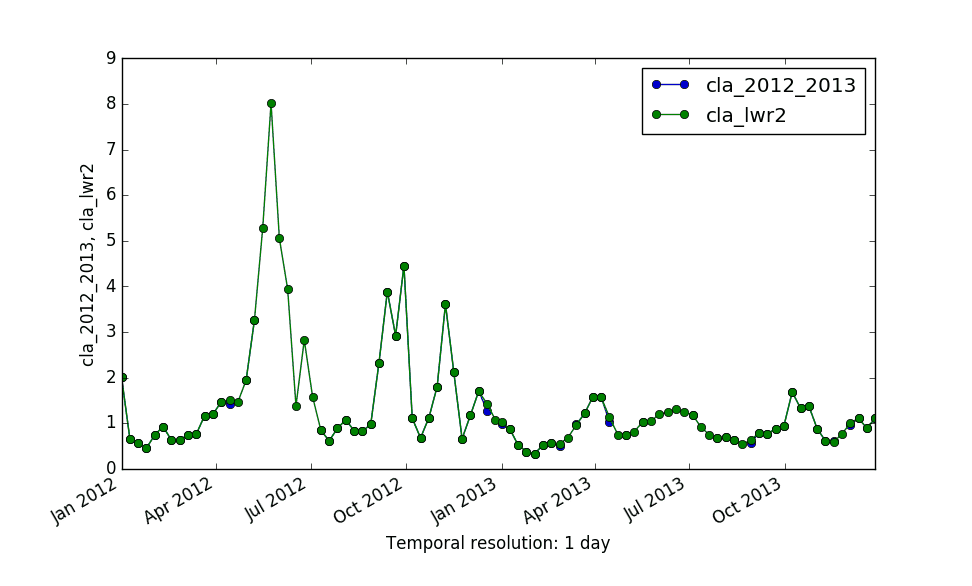 9
8
7
6
5
4
3
2
1
0
cla_2012_2013, cla_lwr2
cla_2012_2013
cla_lwr2
Jan 2012
Apr 2012
Jul 2012
Oct 2012
Jan 2013
Apr 2013
Jul 2013
Oct 2013
Temporal resolution: 1 day